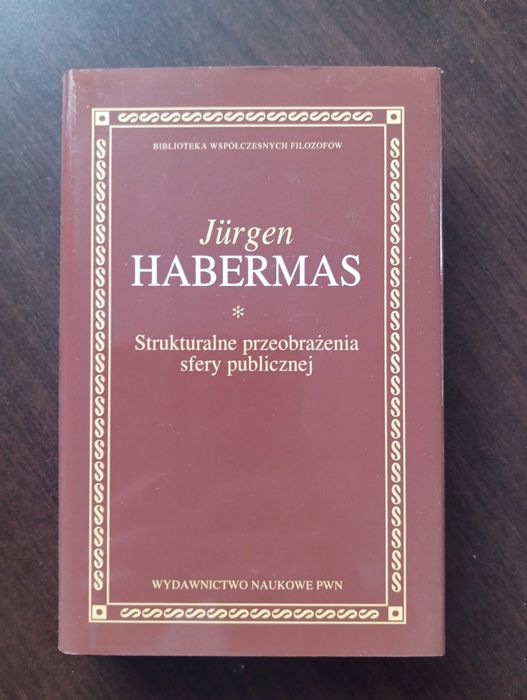 BIBLIOTEKA WSPÓŁCZESNYCH FILOZOFÓW
Jürgen
HABERMAS
*
Strukturalne przeobrażenia
sfery publicznej
WYDAWNICTWO NAUKOWE PWN